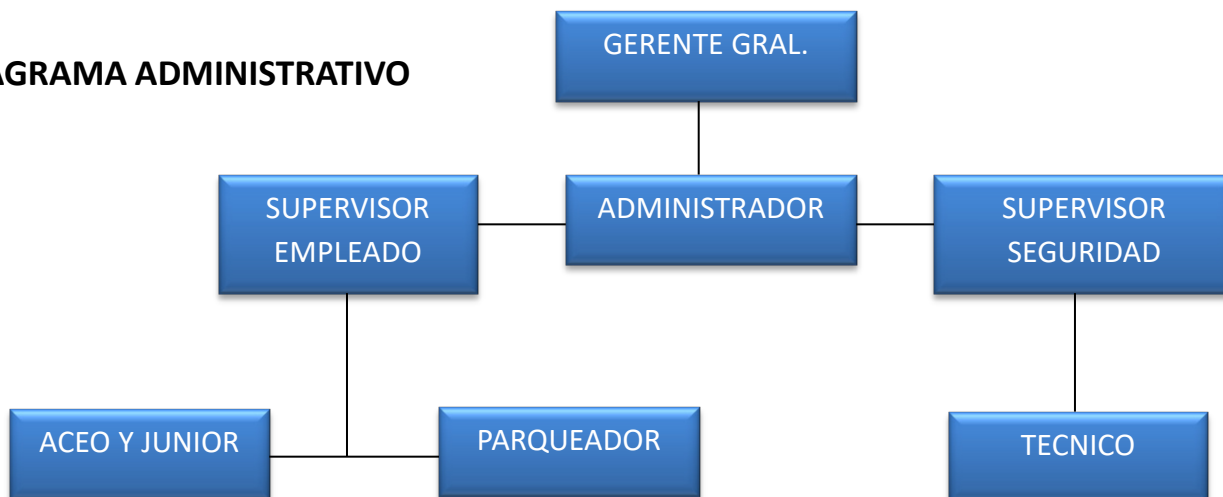 GERENTE GRAL.
AGRAMA ADMINISTRATIVO
SUPERVISOR
EMPLEADO
ADMINISTRADOR
SUPERVISOR
SEGURIDAD
ACEO Y JUNIOR
PARQUEADOR
TECNICO